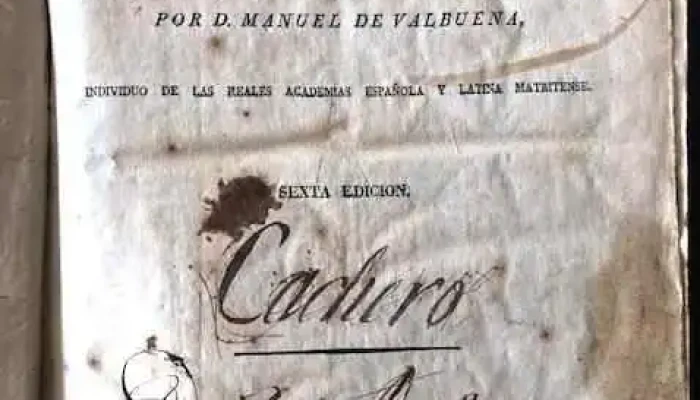 POR D. MANUEL DE VALBUENA,
INDIVIDUO DE LAS REALES ACADEMIAS ESPAÑOLA Y LATINA MATRITENSE.
SEXTA EDICION.
Cachero